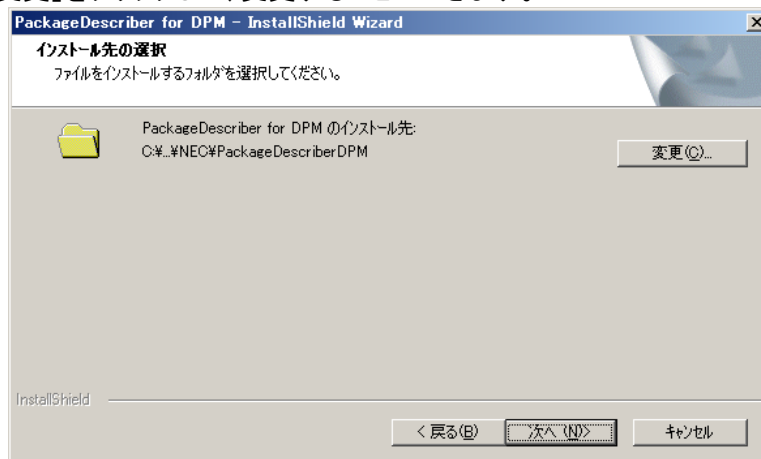 PackageDescriber for DPM - InstallShield Wizard
インストール先の選択
ファイルをインストールするフォルダを選択してください。
PackageDescriber for DPM のインストール先:
C:¥...¥NEC¥PackageDescriberDPM
変更(C)...
InstallShield
< 戻る(B)
次へ (N)>
キャンセル